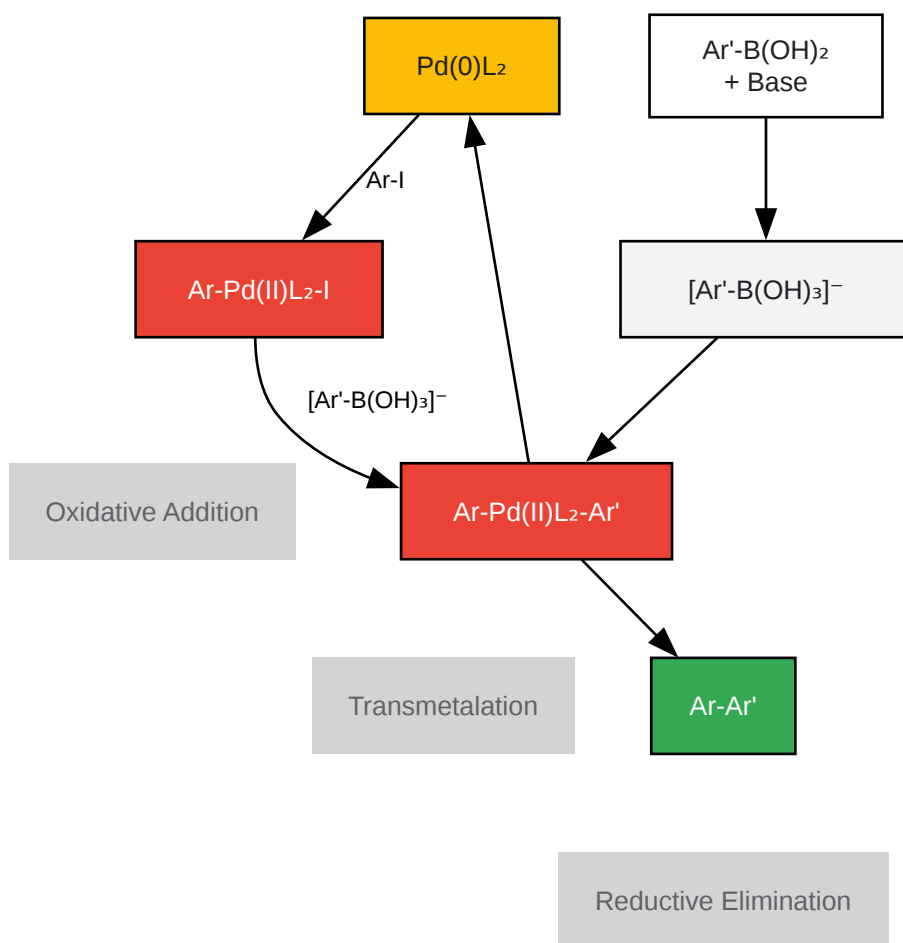 Pd(0)L₂
Ar'-B(OH)₂
+ Base
Ar-I
Ar-Pd(II)L₂-I
[Ar'-B(OH)₃]⁻
[Ar'-B(OH)₃]⁻
Oxidative Addition
Ar-Pd(II)L₂-Ar'
Transmetalation
Ar-Ar'
Reductive Elimination